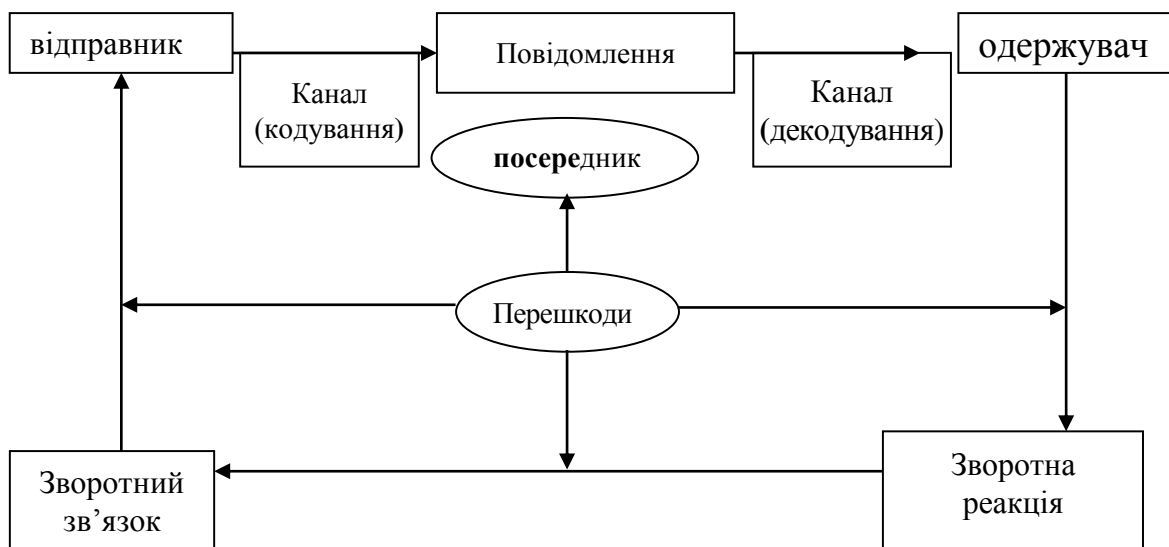 відправник
Повідомлення
одержувач
Канал
(кодування)
Канал
(декодування)
посередник
Перешкоди
Зворотний
зв’язок
Зворотна
реакція